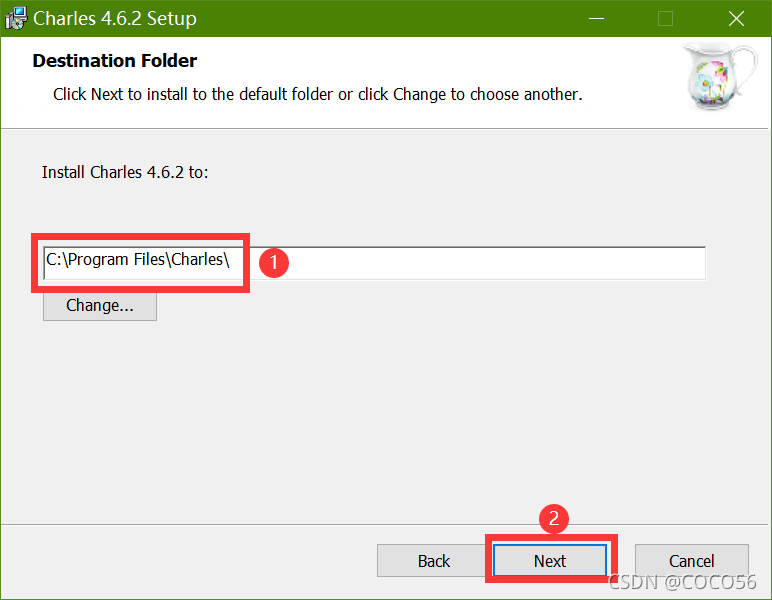 Charles 4.6.2 Setup
Destination Folder
Click Next to install to the default folder or click Change to choose another.
Install Charles 4.6.2 to:
C:\Program Files\Charles\
1
Change...
2
Back
Next
Cancel
CSDN @COCO56